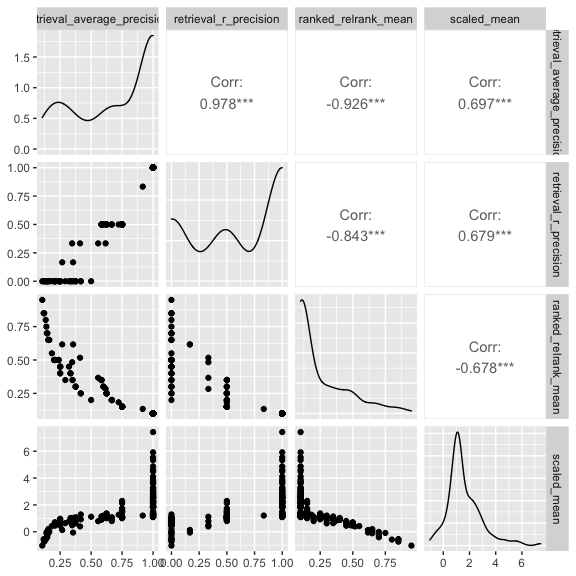 trieval_average_precisio
retrieval_r_precision
ranked_relrank_mean
scaled_mean
1.5
1.0
0.5
0.0
Corr:
0.978***
Corr:
-0.926***
Corr:
0.697***
trieval_average_precisio
1.00
0.75
0.50
0.25
0.00
Corr:
-0.843***
Corr:
0.679***
retrieval_r_precision
0.75
0.50
0.25
Corr:
-0.678***
ranked_relrank_mean
6
4
2
0
scaled_mean
0.25 0.50 0.75 1.00
0.00 0.25 0.50 0.75 1.00
0.25 0.50 0.75
0 2 4 6